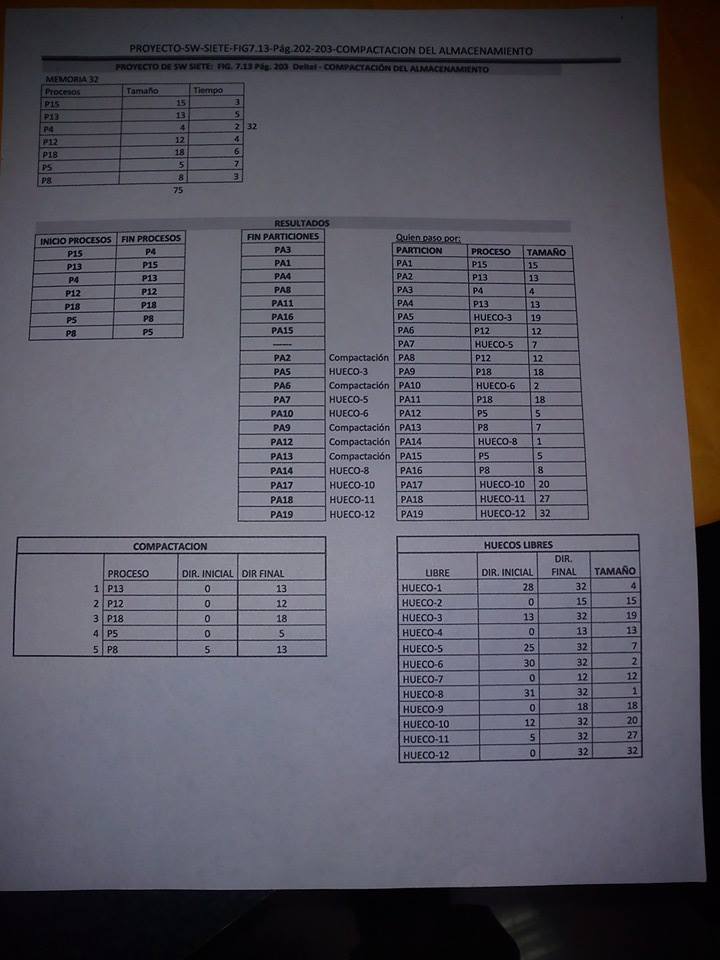 PROYECTO-SW-SIETE-FIG7.13-Pág.202-203-COMPACTACION DEL ALMACENAMIENTO
PROYECTO DE SW SIETE: FIG. 7.13 Pág. 203 Deitel - COMPACTACIÓN DEL ALMACENAMIENTO
MEMORIA 32
Procesos Tamaño Tiempo
P15 15 3
P13 13 5
P4 4 2 32
P12 12 4
P18 18 6
P5 5 7
P8 8 3
75
RESULTADOS
INICIO PROCESOS FIN PROCESOS
P15 P4
P13 P15
P4 P13
P12 P12
P18 P18
P5 P8
P8 P5
FIN PARTICIONES
PA3
PA1
PA4
PA8
PA11
PA16
PA15
------
PA2 Compactación
PA5 HUECO-3
PA6 Compactación
PA7 HUECO-5
PA10 HUECO-6
PA9 Compactación
PA12 Compactación
PA13 Compactación
PA14 HUECO-8
PA17 HUECO-10
PA18 HUECO-11
PA19 HUECO-12
Quien paso por:
PARTICION PROCESO TAMAÑO
PA1 P15 15
PA2 P13 13
PA3 P4 4
PA4 P13 13
PA5 HUECO-3 19
PA6 P12 12
PA7 HUECO-5 7
PA8 P12 12
PA9 P18 18
PA10 HUECO-6 2
PA11 P18 18
PA12 P5 5
PA13 P8 7
PA14 HUECO-8 1
PA15 P5 5
PA16 P8 8
PA17 HUECO-10 20
PA18 HUECO-11 27
PA19 HUECO-12 32
COMPACTACION
PROCESO DIR. INICIAL DIR FINAL
1 P13 0 13
2 P12 0 12
3 P18 0 18
4 P5 0 5
5 P8 5 13
HUECOS LIBRES
LIBRE DIR. INICIAL DIR. FINAL TAMAÑO
HUECO-1 28 32 4
HUECO-2 0 15 15
HUECO-3 13 32 19
HUECO-4 0 13 13
HUECO-5 25 32 7
HUECO-6 30 32 2
HUECO-7 0 12 12
HUECO-8 31 32 1
HUECO-9 0 18 18
HUECO-10 12 32 20
HUECO-11 5 32 27
HUECO-12 0 32 32